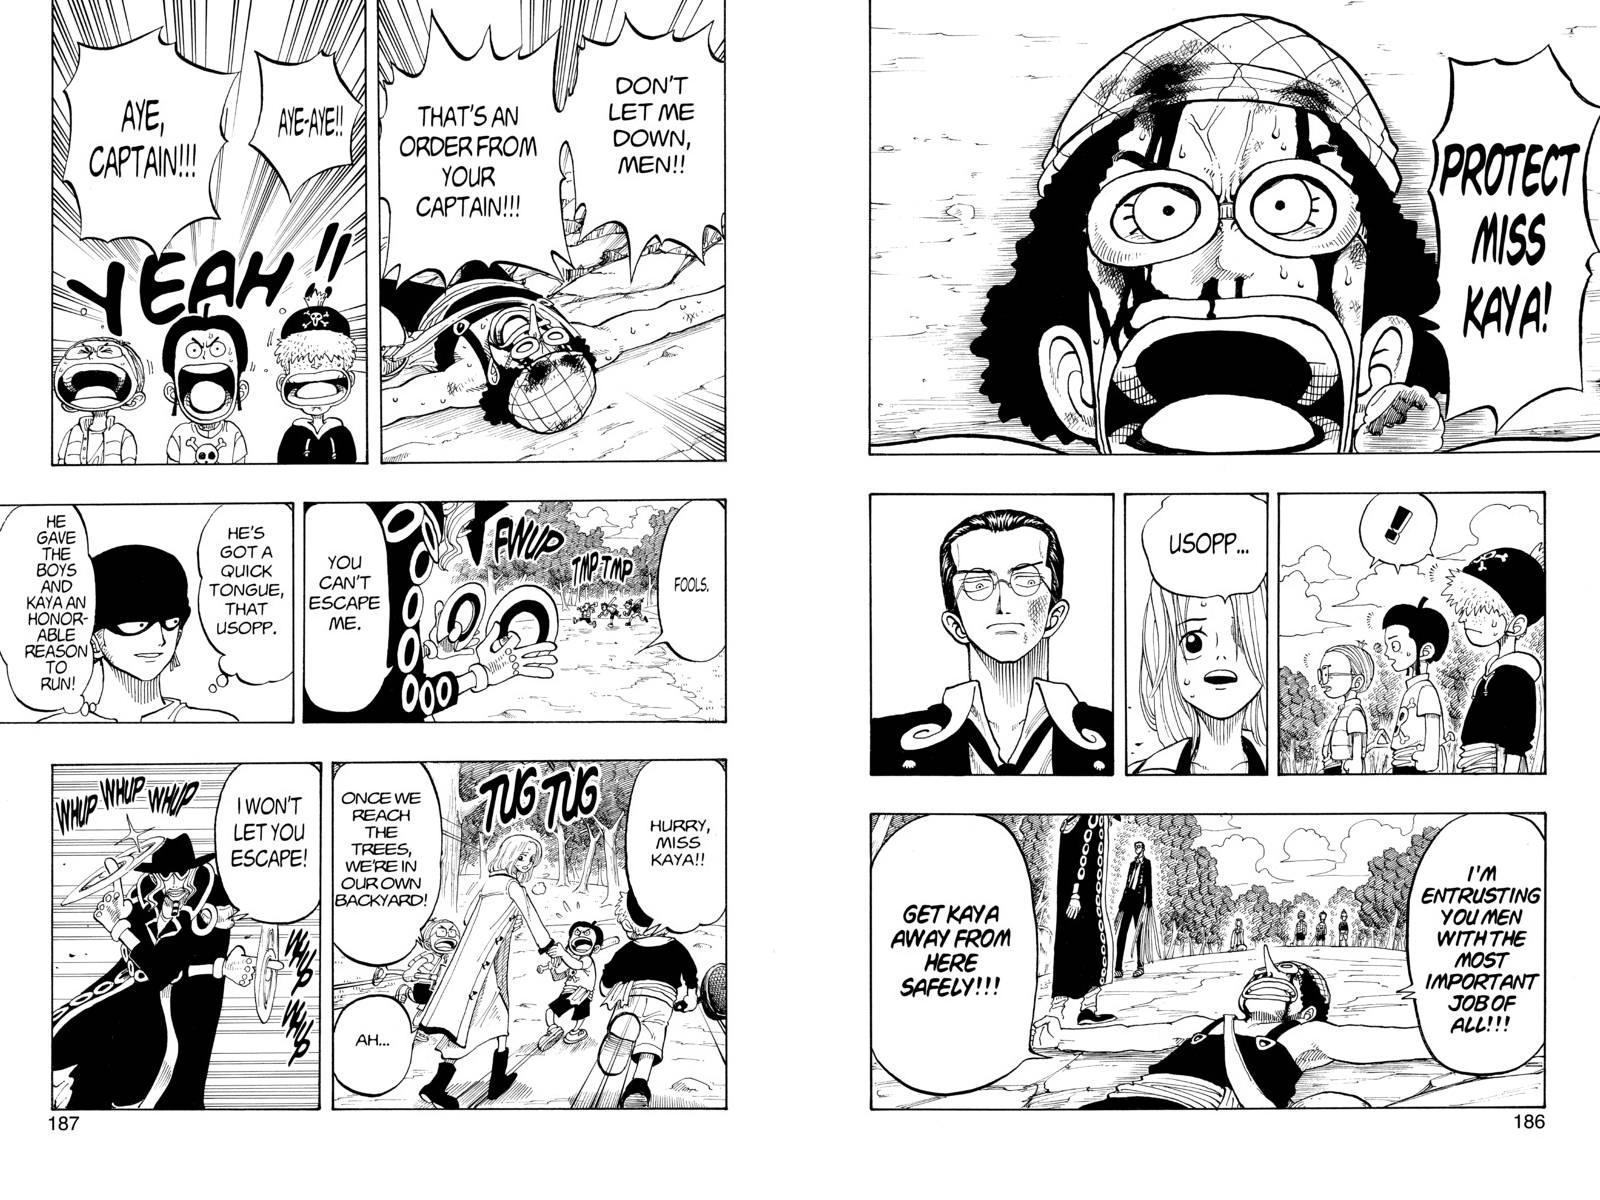 PROTECT
MISS
KAYA!
!
USOPP...
I'M
ENTRUSTING
YOU MEN
WITH THE
MOST
IMPORTANT
JOB OF
ALL!!!
GET KAYA
AWAY FROM
HERE
SAFELY!!!
186
DON'T
LET ME
DOWN,
MEN!!
THAT'S AN
ORDER FROM
YOUR
CAPTAIN!!!
AYE-AYE!!
AYE,
CAPTAIN!!!
YEAH!!
FOOLS.
TMP-TMP
FWUP
YOU
CAN'T
ESCAPE
ME.
HE'S
GOT A
QUICK
TONGUE,
THAT
USOPP.
HE
GAVE
THE
BOYS
AND
KAYA AN
HONOR-
ABLE
REASON
TO
RUN!
HURRY,
MISS
KAYA!!
TUG TUG
ONCE WE
REACH
THE
TREES,
WE'RE IN
OUR OWN
BACKYARD!
AH...
I WON'T
LET YOU
ESCAPE!
WHUP WHUP WHUP
WHUP
WHUP
187